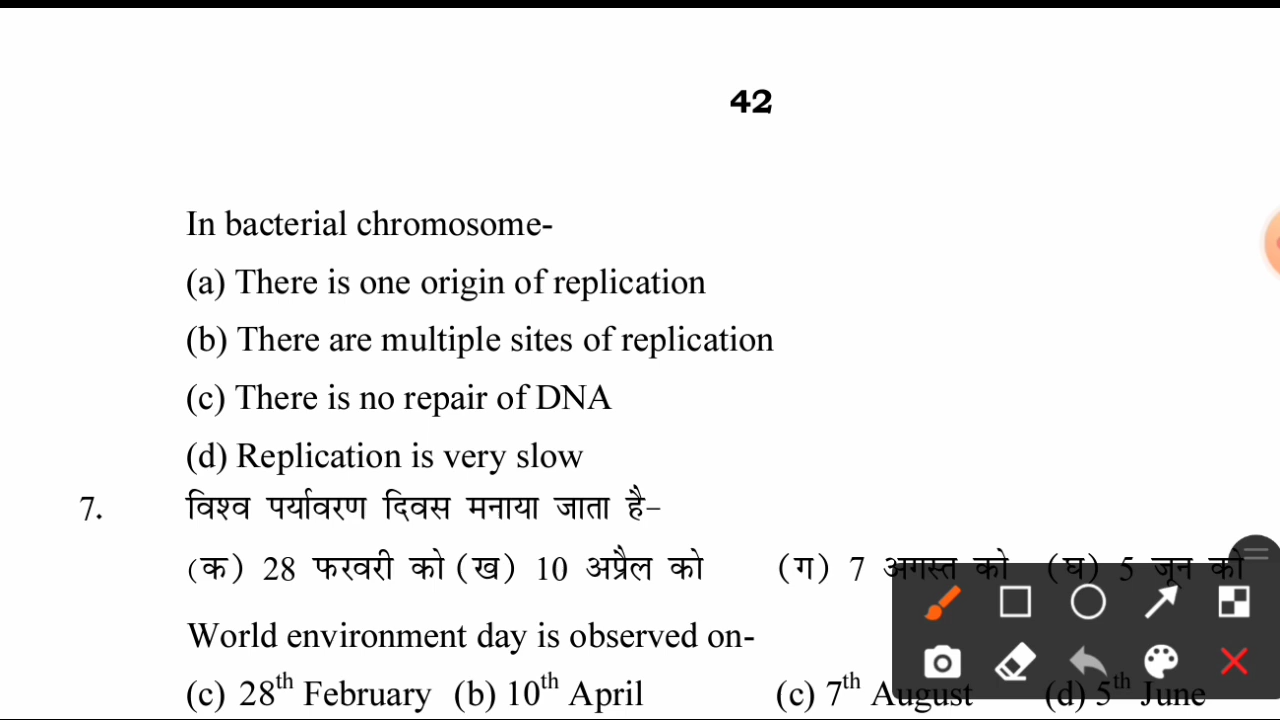 42
In bacterial chromosome-
(a) There is one origin of replication
(b) There are multiple sites of replication
(c) There is no repair of DNA
(d) Replication is very slow
7. विश्व पर्यावरण दिवस मनाया जाता है-
(क) 28 फरवरी को (ख) 10 अप्रैल को (ग) 7 अगस्त को (घ) 5 जून को
World environment day is observed on-
(c) 28th February (b) 10th April (c) 7th August (d) 5th June